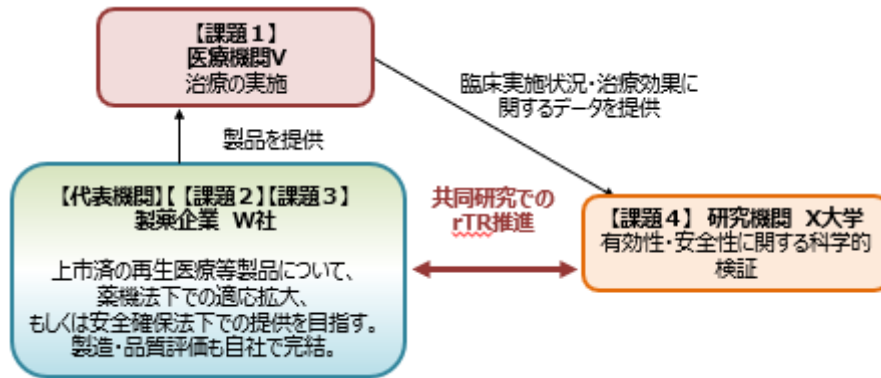 【課題１】
医療機関V
治療の実施
臨床実施状況・治療効果に
関するデータを提供
製品を提供
【代表機関】【【課題２】【課題３】
製薬企業 W社
上市済の再生医療等製品について、
薬機法下での適応拡大、
もしくは安全確保法下での提供を目指す。
製造・品質評価も自社で完結。
共同研究での
rTR推進
【課題４】 研究機関 X大学
有効性・安全性に関する科学的
検証